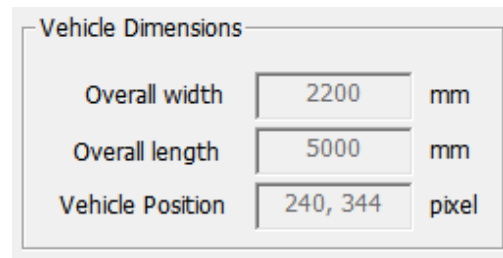 Vehicle Dimensions
Overall width 2200 mm
Overall length 5000 mm
Vehicle Position 240, 344 pixel